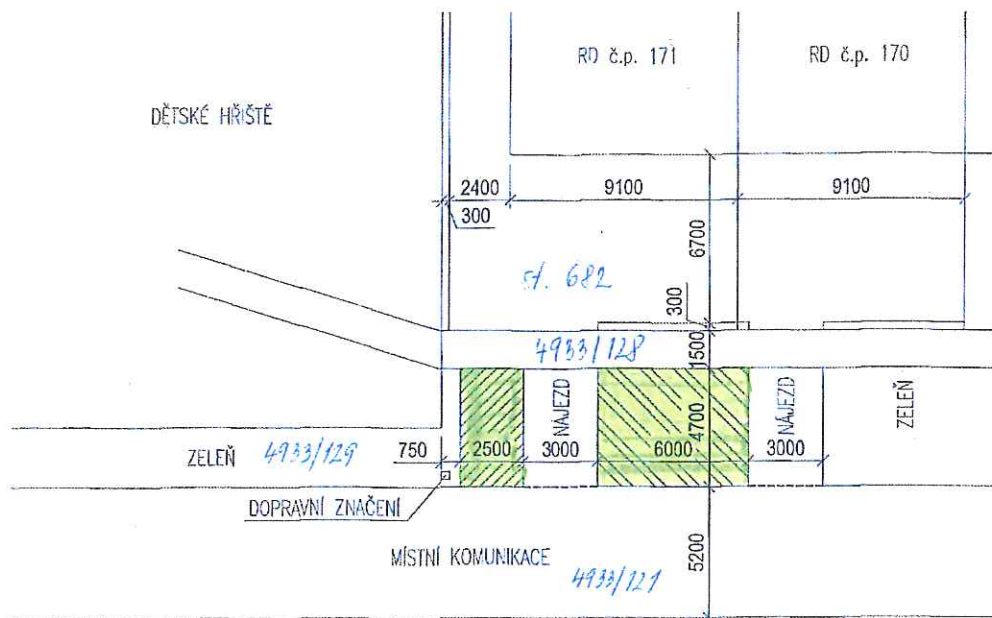 RD č.p. 171
RD č.p. 170
DĚTSKÉ HŘIŠTĚ
2400
9100
9100
300
6700
st. 682
300
4933/128
1500
NÁJEZD
4700
NÁJEZD
ZELEŇ
ZELEŇ
4933/129
750
2500
3000
6000
3000
DOPRAVNÍ ZNAČENÍ
MÍSTNÍ KOMUNIKACE
5200
4933/121